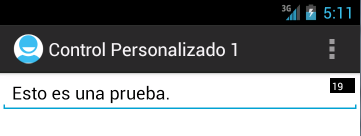 3G 5:11
Control Personalizado 1
Esto es una prueba. 19